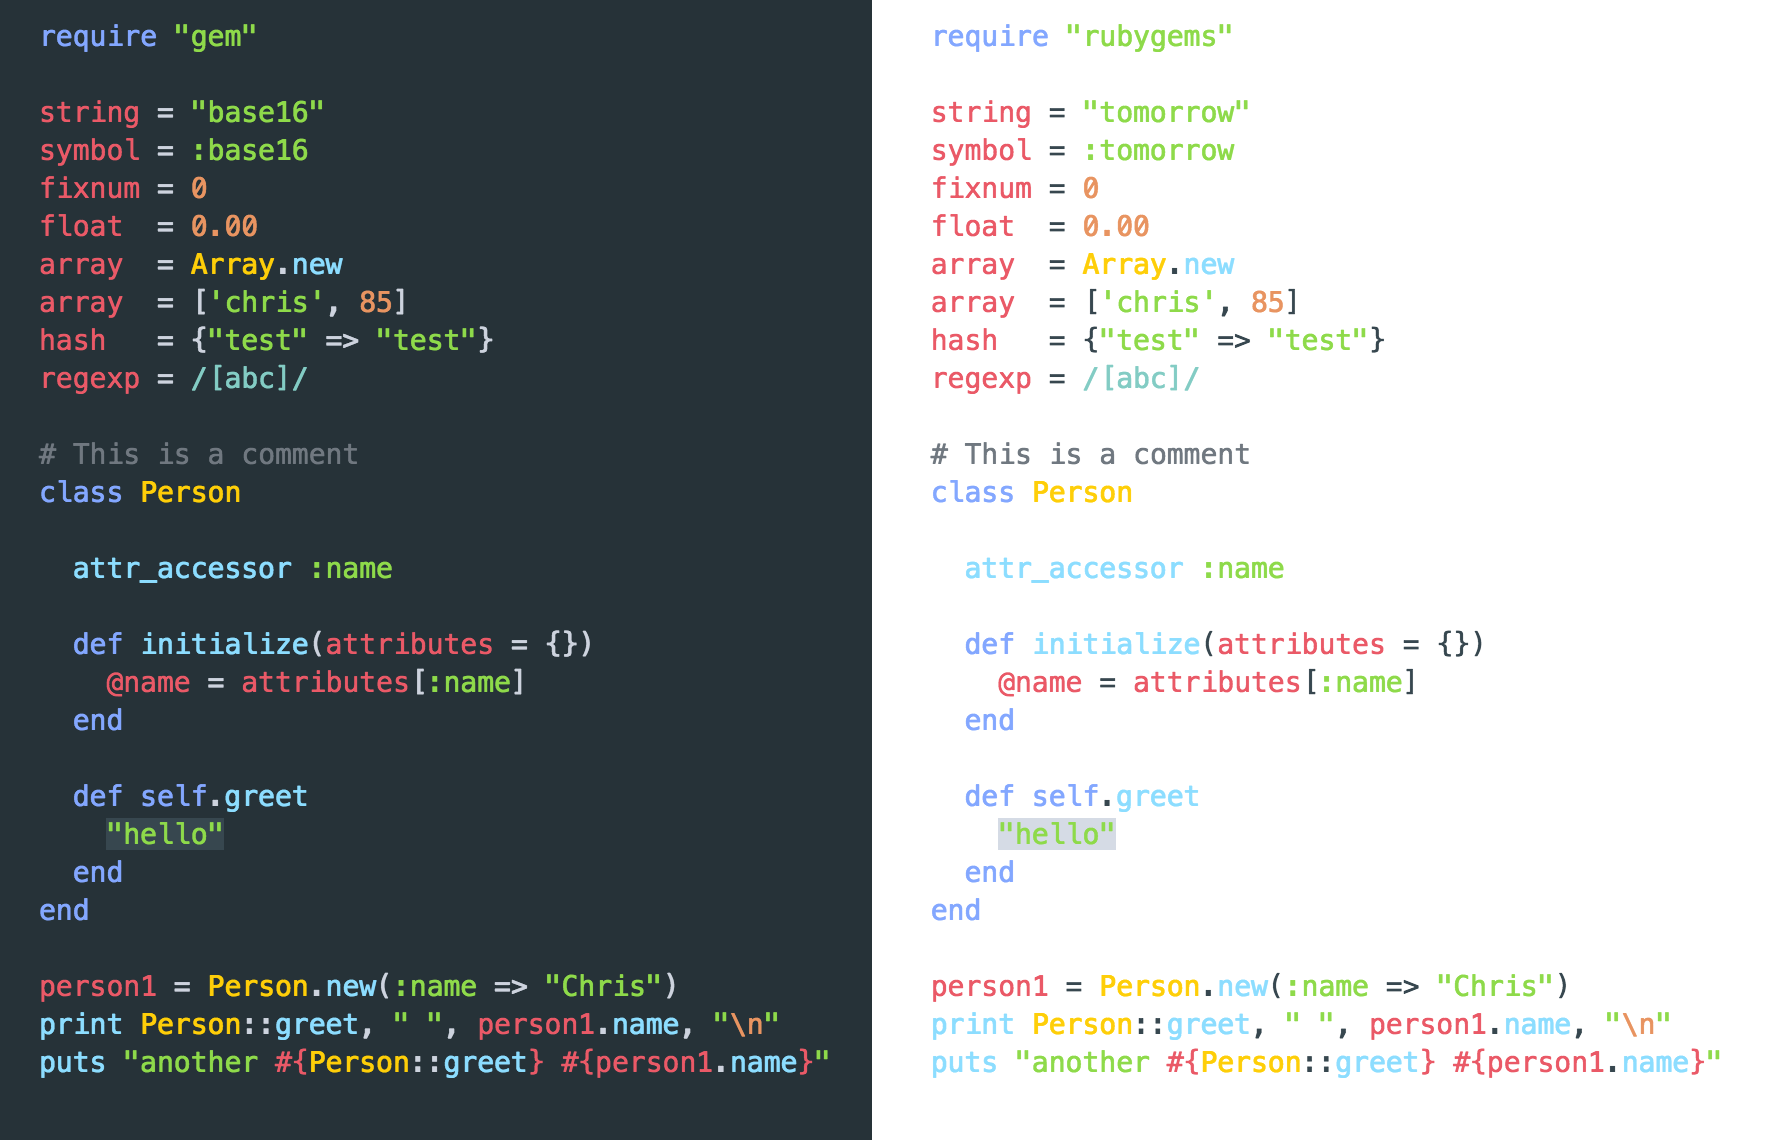 require "gem"
string = "base16"
symbol = :base16
fixnum = 0
float  = 0.00
array  = Array.new
array  = ['chris', 85]
hash   = {"test" => "test"}
regexp = /[abc]/
# This is a comment
class Person
  attr_accessor :name
  def initialize(attributes = {})
    @name = attributes[:name]
  end
  def self.greet
    "hello"
  end
end
person1 = Person.new(:name => "Chris")
print Person::greet, " ", person1.name, "\n"
puts "another #{Person::greet} #{person1.name}"
require "rubygems"
string = "tomorrow"
symbol = :tomorrow
fixnum = 0
float  = 0.00
array  = Array.new
array  = ['chris', 85]
hash   = {"test" => "test"}
regexp = /[abc]/
# This is a comment
class Person
  attr_accessor :name
  def initialize(attributes = {})
    @name = attributes[:name]
  end
  def self.greet
    "hello"
  end
end
person1 = Person.new(:name => "Chris")
print Person::greet, " ", person1.name, "\n"
puts "another #{Person::greet} #{person1.name}"